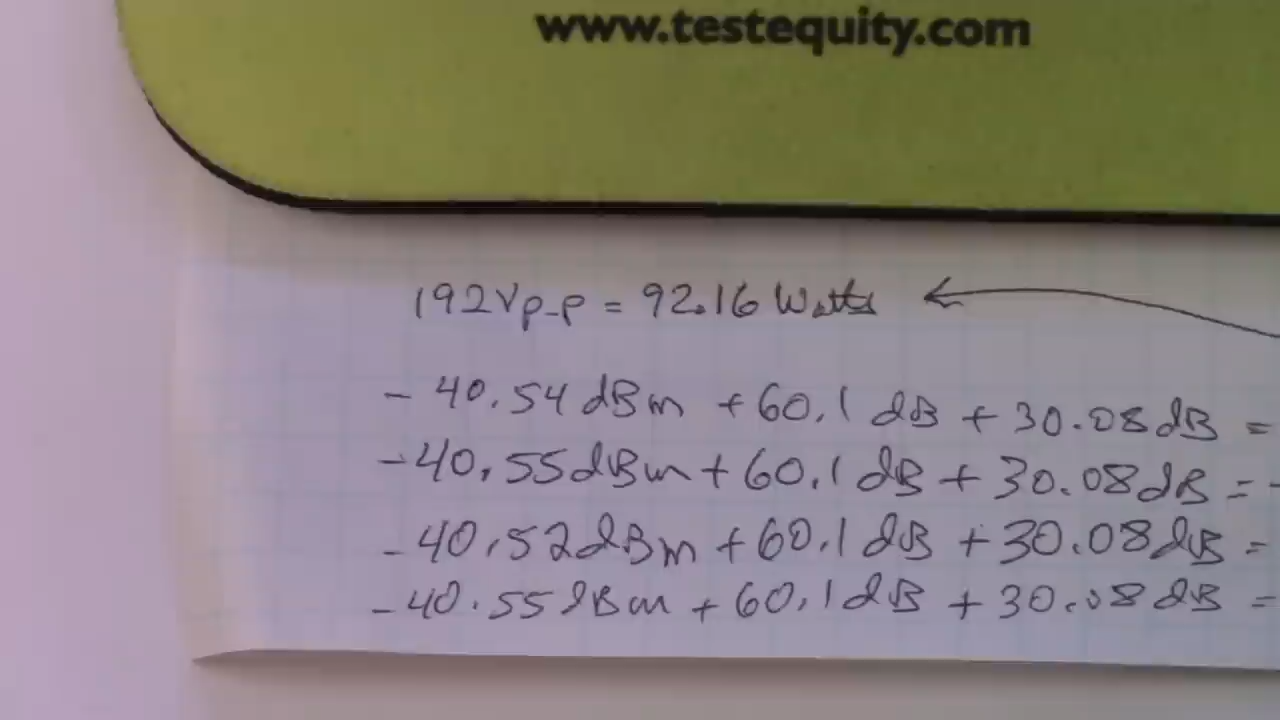 www.testequity.com
192Vp-p = 92.16 Watts
- 40.54 dBm + 60.1 dB + 30.08 dB =
-40.55 dBm + 60.1 dB + 30.08 dB =
-40.52 dBm + 60.1 dB + 30.08 dB =
-40.55 dBm + 60.1 dB + 30.08 dB =